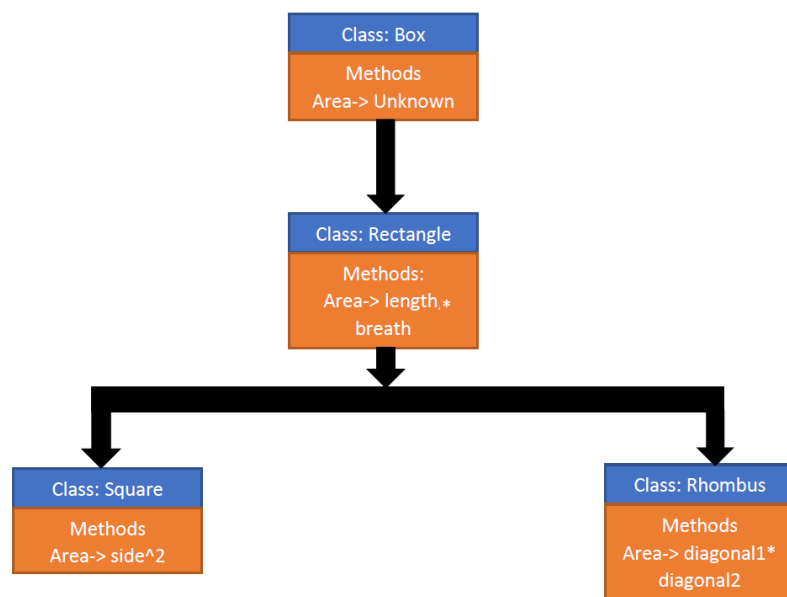 Class: Box
Methods
Area-> Unknown
Class: Rectangle
Methods:
Area-> length,*
breath
Class: Square
Methods
Area-> side^2
Class: Rhombus
Methods
Area-> diagonal1*
diagonal2